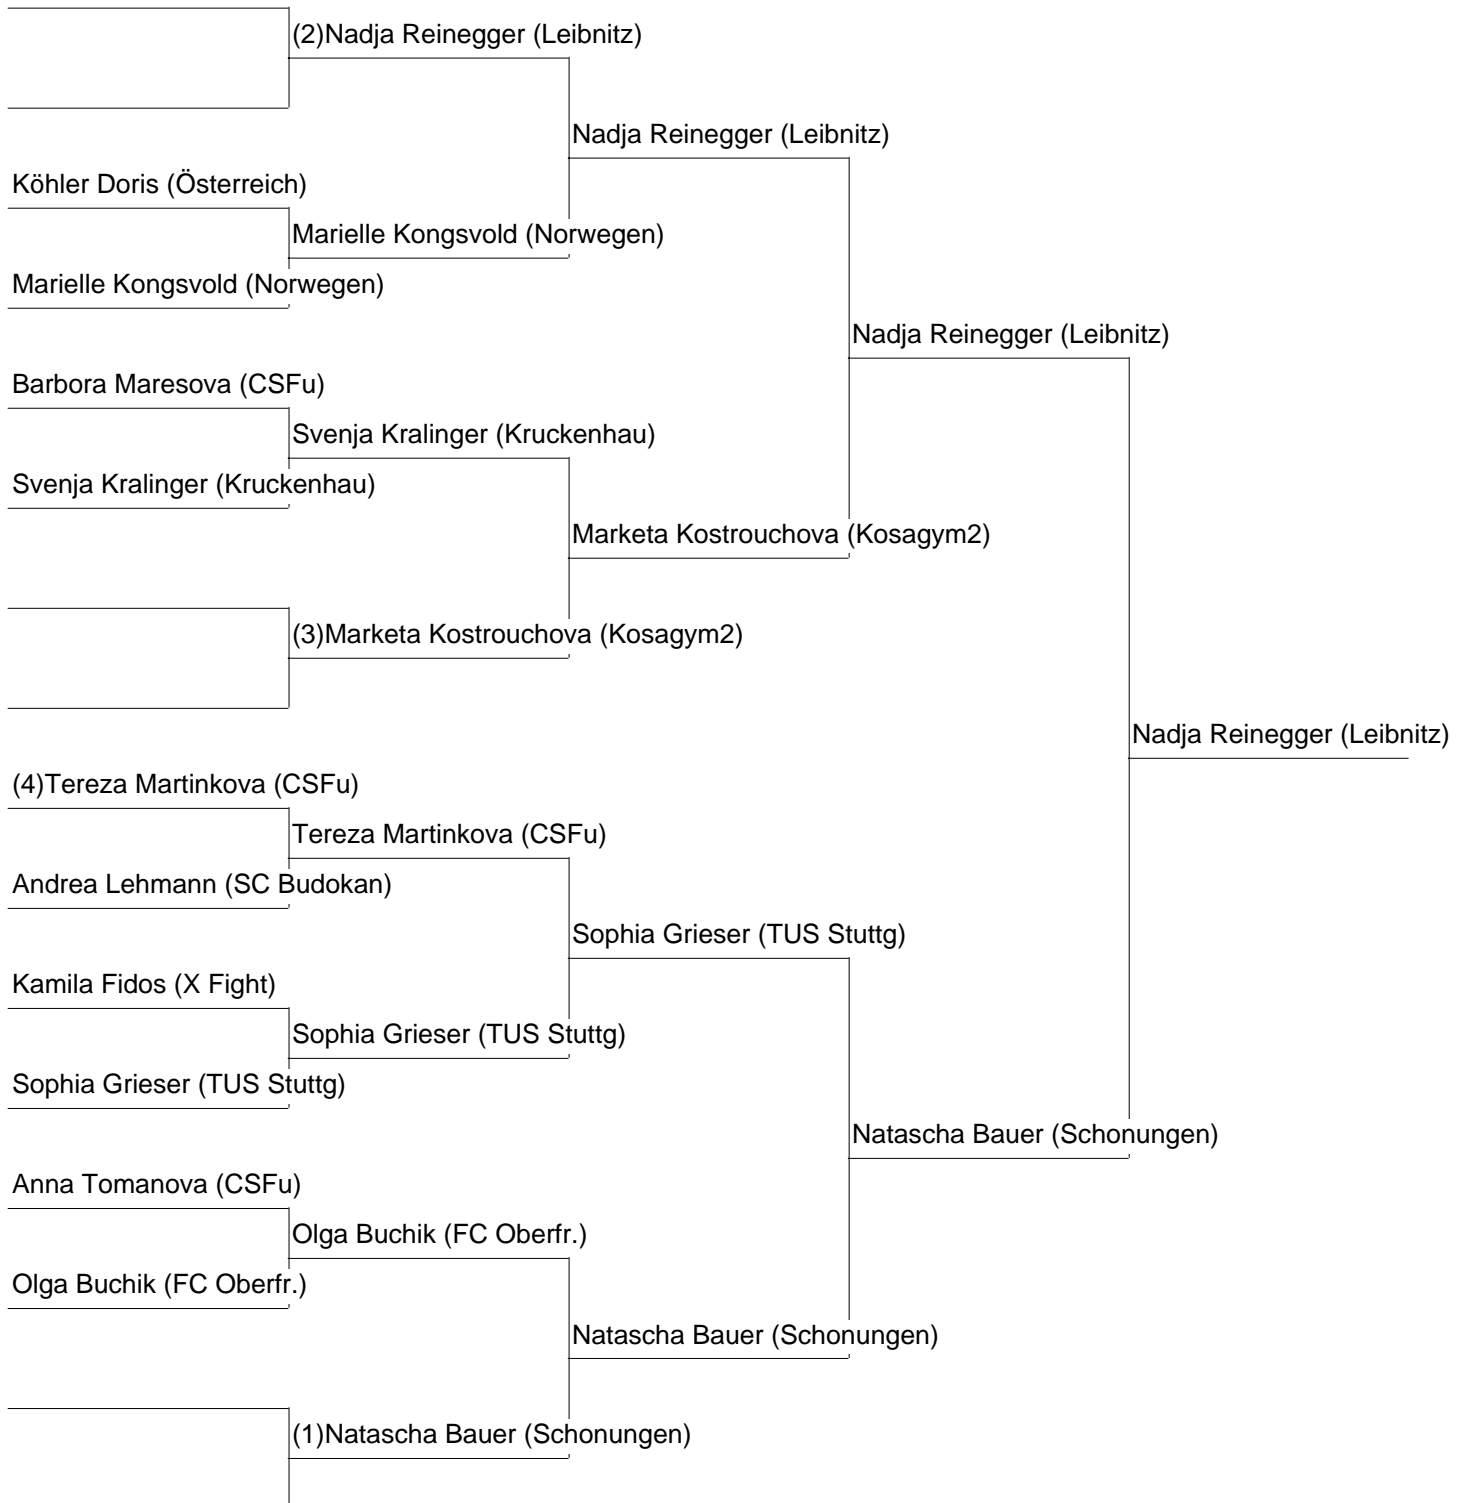 (2)Nadja Reinegger (Leibnitz)
Nadja Reinegger (Leibnitz)
Köhler Doris (Österreich)
Marielle Kongsvold (Norwegen)
Marielle Kongsvold (Norwegen)
Nadja Reinegger (Leibnitz)
Barbora Maresova (CSFu)
Svenja Kralinger (Kruckenhau)
Svenja Kralinger (Kruckenhau)
Marketa Kostrouchova (Kosagym2)
(3)Marketa Kostrouchova (Kosagym2)
Nadja Reinegger (Leibnitz)
(4)Tereza Martinkova (CSFu)
Tereza Martinkova (CSFu)
Andrea Lehmann (SC Budokan)
Sophia Grieser (TUS Stuttg)
Kamila Fidos (X Fight)
Sophia Grieser (TUS Stuttg)
Sophia Grieser (TUS Stuttg)
Natascha Bauer (Schonungen)
Anna Tomanova (CSFu)
Olga Buchik (FC Oberfr.)
Olga Buchik (FC Oberfr.)
Natascha Bauer (Schonungen)
(1)Natascha Bauer (Schonungen)